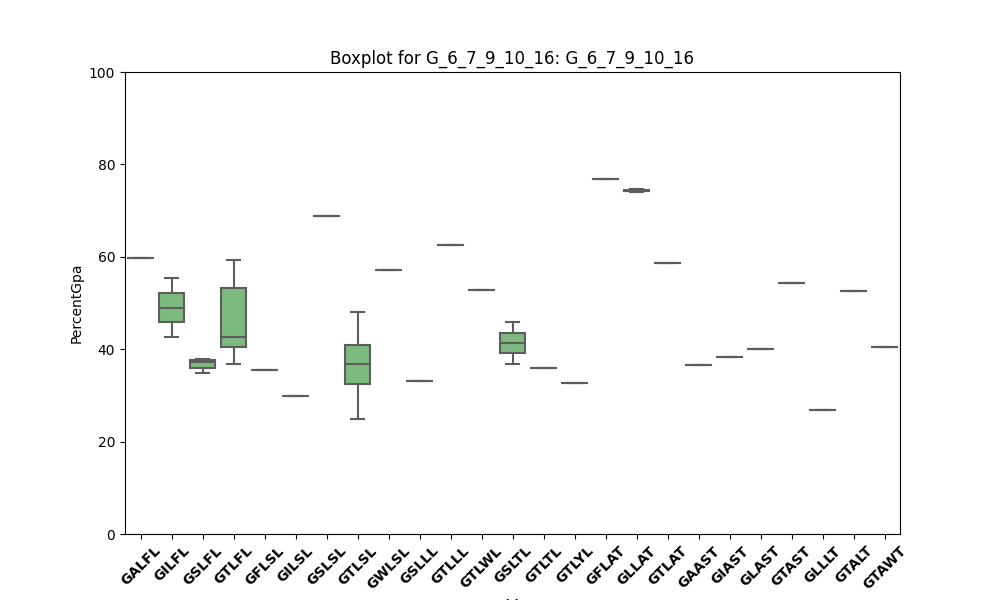 Boxplot for G_6_7_9_10_16: G_6_7_9_10_16
PercentGpa
100
80
60
40
20
0
GALFL
GILFL
GSLFL
GTLFL
GFLSL
GILSL
GSLSL
GTLSL
GWLSL
GSLLL
GTLLL
GTLWL
GSLTL
GTLTL
GTLYL
GFLAT
GLLAT
GTLAT
GAAST
GIAST
GLAST
GTAST
GLLLT
GTALT
GTAWT